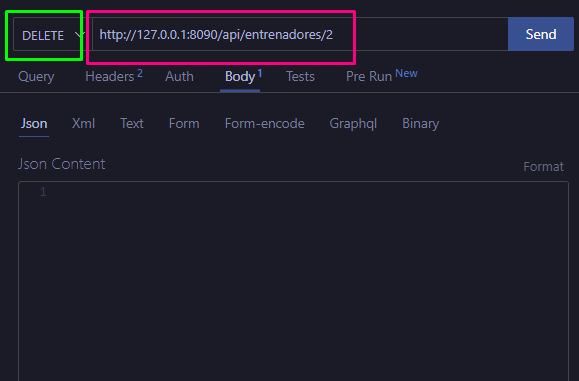 DELETE http://127.0.0.1:8090/api/entrenadores/2 Send
Query Headers 2 Auth Body 1 Tests Pre Run New
Json Xml Text Form Form-encode Graphql Binary
Json Content
Format
1